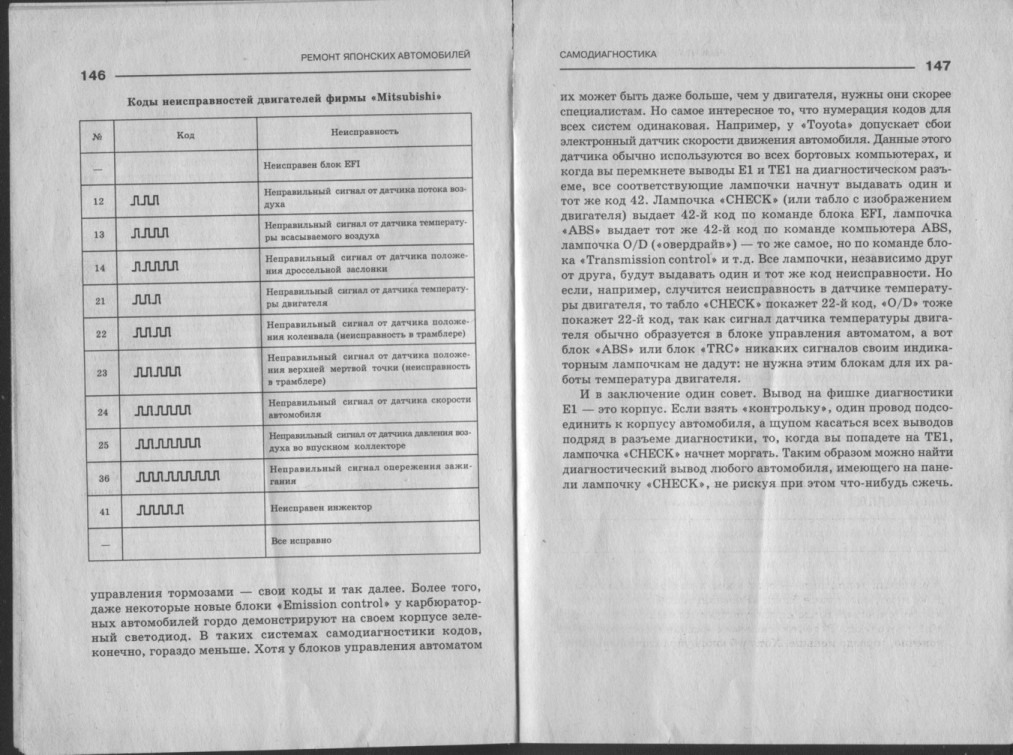 РЕМОНТ ЯПОНСКИХ АВТОМОБИЛЕЙ
146
Коды неисправностей двигателей фирмы «Mitsubishi»
№ Код Неисправность
— Неисправен блок EFI
12 Неправильный сигнал от датчика потока воз-
духа
13 Неправильный сигнал от датчика температу-
ры всасываемого воздуха
14 Неправильный сигнал от датчика положе-
ния дроссельной заслонки
21 Неправильный сигнал от датчика температу-
ры двигателя
22 Неправильный сигнал от датчика положе-
ния коленвала (неисправность в трамблере)
23 Неправильный сигнал от датчика положе-
ния верхней мертвой точки (неисправность
в трамблере)
24 Неправильный сигнал от датчика скорости
автомобиля
25 Неправильный сигнал от датчика давления воз-
духа во впускном коллекторе
36 Неправильный сигнал опережения зажи-
гания
41 Неисправен инжектор
— Все исправно
управления тормозами — свои коды и так далее. Более того,
даже некоторые новые блоки «Emission control» у карбюратор-
ных автомобилей гордо демонстрируют на своем корпусе зеле-
ный светодиод. В таких системах самодиагностики кодов,
конечно, гораздо меньше. Хотя у блоков управления автоматом
САМОДИАГНОСТИКА
147
их может быть даже больше, чем у двигателя, нужны они скорее
специалистам. Но самое интересное то, что нумерация кодов для
всех систем одинаковая. Например, у «Toyota» допускает сбои
электронный датчик скорости движения автомобиля. Данные этого
датчика обычно используются во всех бортовых компьютерах, и
когда вы перемкнете выводы E1 и TE1 на диагностическом разъ-
еме, все соответствующие лампочки начнут выдавать один и
тот же код 42. Лампочка «CHECK» (или табло с изображением
двигателя) выдает 42-й код по команде блока EFI, лампочка
«ABS» выдает тот же 42-й код по команде компьютера ABS,
лампочка O/D («овердрайв») — то же самое, но по команде бло-
ка «Transmission control» и т.д. Все лампочки, независимо друг
от друга, будут выдавать один и тот же код неисправности. Но
если, например, случится неисправность в датчике температу-
ры двигателя, то табло «CHECK» покажет 22-й код, «O/D» тоже
покажет 22-й код, так как сигнал датчика температуры двига-
теля обычно образуется в блоке управления автоматом, а вот
блок «ABS» или блок «TRC» никаких сигналов своим индика-
торным лампочкам не дадут: не нужна этим блокам для их ра-
боты температура двигателя.
И в заключение один совет. Вывод на фишке диагностики
E1 — это корпус. Если взять «контрольку», один провод подсо-
единить к корпусу автомобиля, а щупом касаться всех выводов
подряд в разъеме диагностики, то, когда вы попадете на TE1,
лампочка «CHECK» начнет моргать. Таким образом можно найти
диагностический вывод любого автомобиля, имеющего на пане-
ли лампочку «CHECK», не рискуя при этом что-нибудь сжечь.